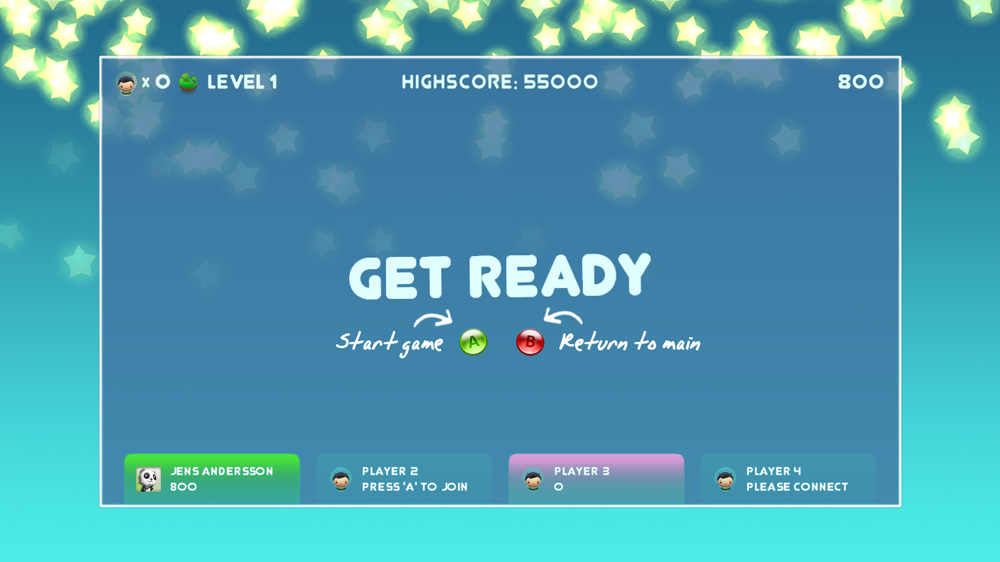 x 0 LEVEL 1 HIGHSCORE: 55000 800
GET READY
Start game A B Return to main
JENS ANDERSSON
800
PLAYER 2
PRESS 'A' TO JOIN
PLAYER 3
0
PLAYER 4
PLEASE CONNECT